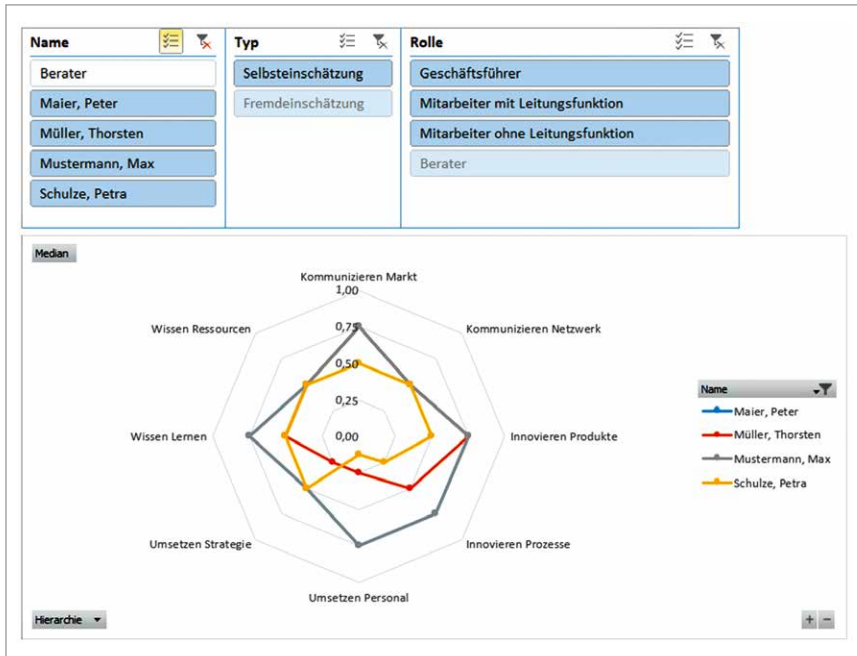 Name
Berater
Maier, Peter
Müller, Thorsten
Mustermann, Max
Schulze, Petra
Typ
Selbsteinschätzung
Fremdeinschätzung
Rolle
Geschäftsführer
Mitarbeiter mit Leitungsfunktion
Mitarbeiter ohne Leitungsfunktion
Berater
Median
Kommunizieren Markt
1,00
Wissen Ressourcen
0,75
Kommunizieren Netzwerk
0,50
0,25
Wissen Lernen
0,00
Innovieren Produkte
Umsetzen Strategie
Innovieren Prozesse
Umsetzen Personal
Name
Maier, Peter
Müller, Thorsten
Mustermann, Max
Schulze, Petra
Hierarchie
+ −